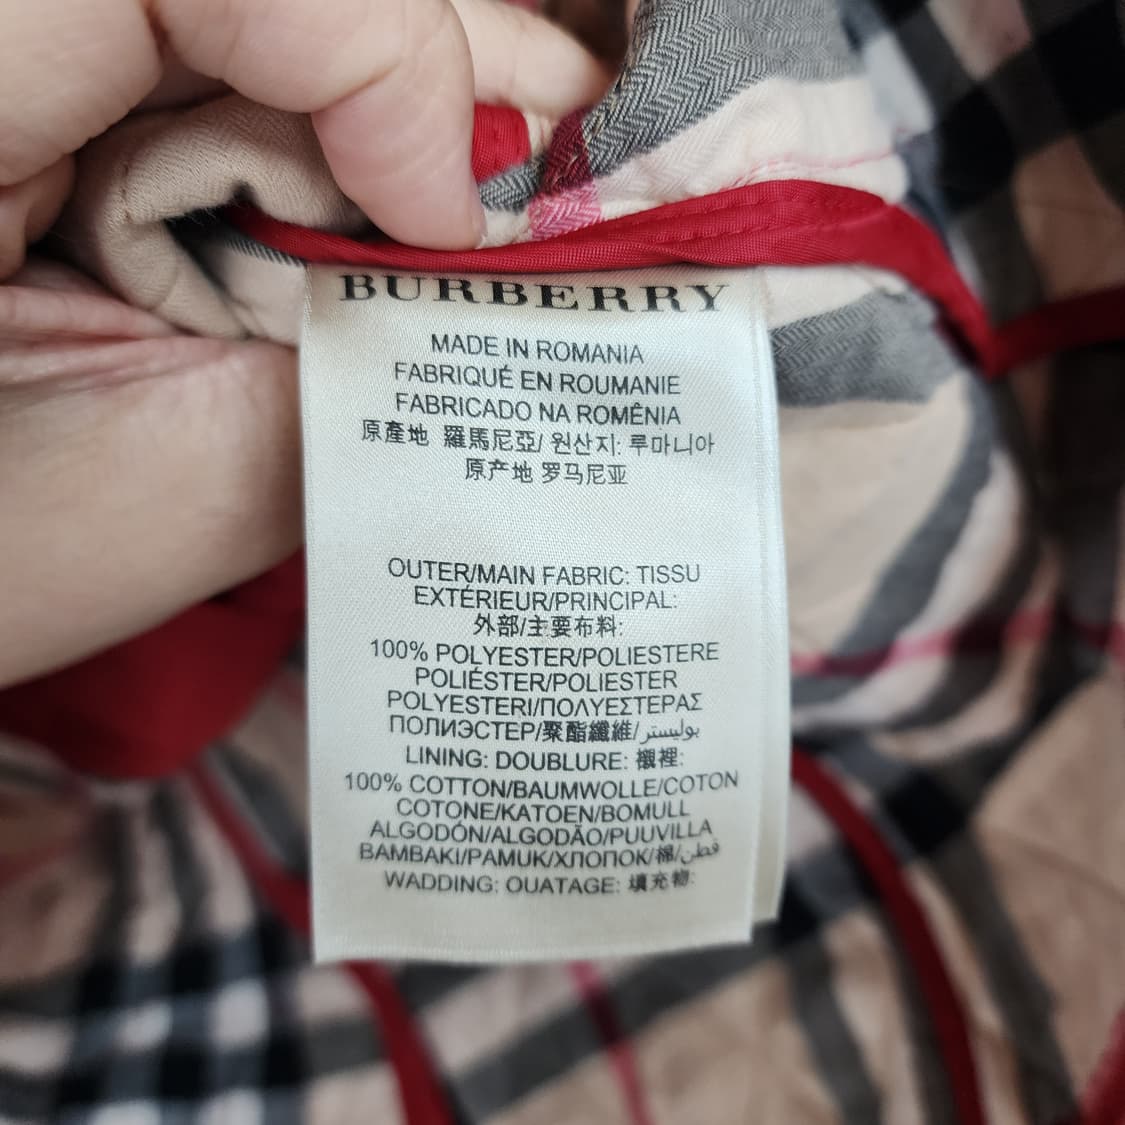 BURBERRY
MADE IN ROMANIA
FABRIQUÉ EN ROUMANIE
FABRICADO NA ROMÊNIA
原產地 羅馬尼亞/ 원산지: 루마니아
原产地 罗马尼亚
OUTER/MAIN FABRIC: TISSU
EXTÉRIEUR/PRINCIPAL:
外部/主要布料:
100% POLYESTER/POLIESTERE
POLIÉSTER/POLIESTER
POLYESTERI/ΠΟΛΥΕΣΤΕΡΑΣ
ПОЛИЭСТЕР/聚酯纖維/بوليستر
LINING: DOUBLURE: 襯裡:
100% COTTON/BAUMWOLLE/COTON
COTONE/KATOEN/BOMULL
ALGODÓN/ALGODÃO/PUUVILLA
BAMBAKI/PAMUK/ХЛОПОК/棉/قطن
WADDING: OUATAGE: 填充物: